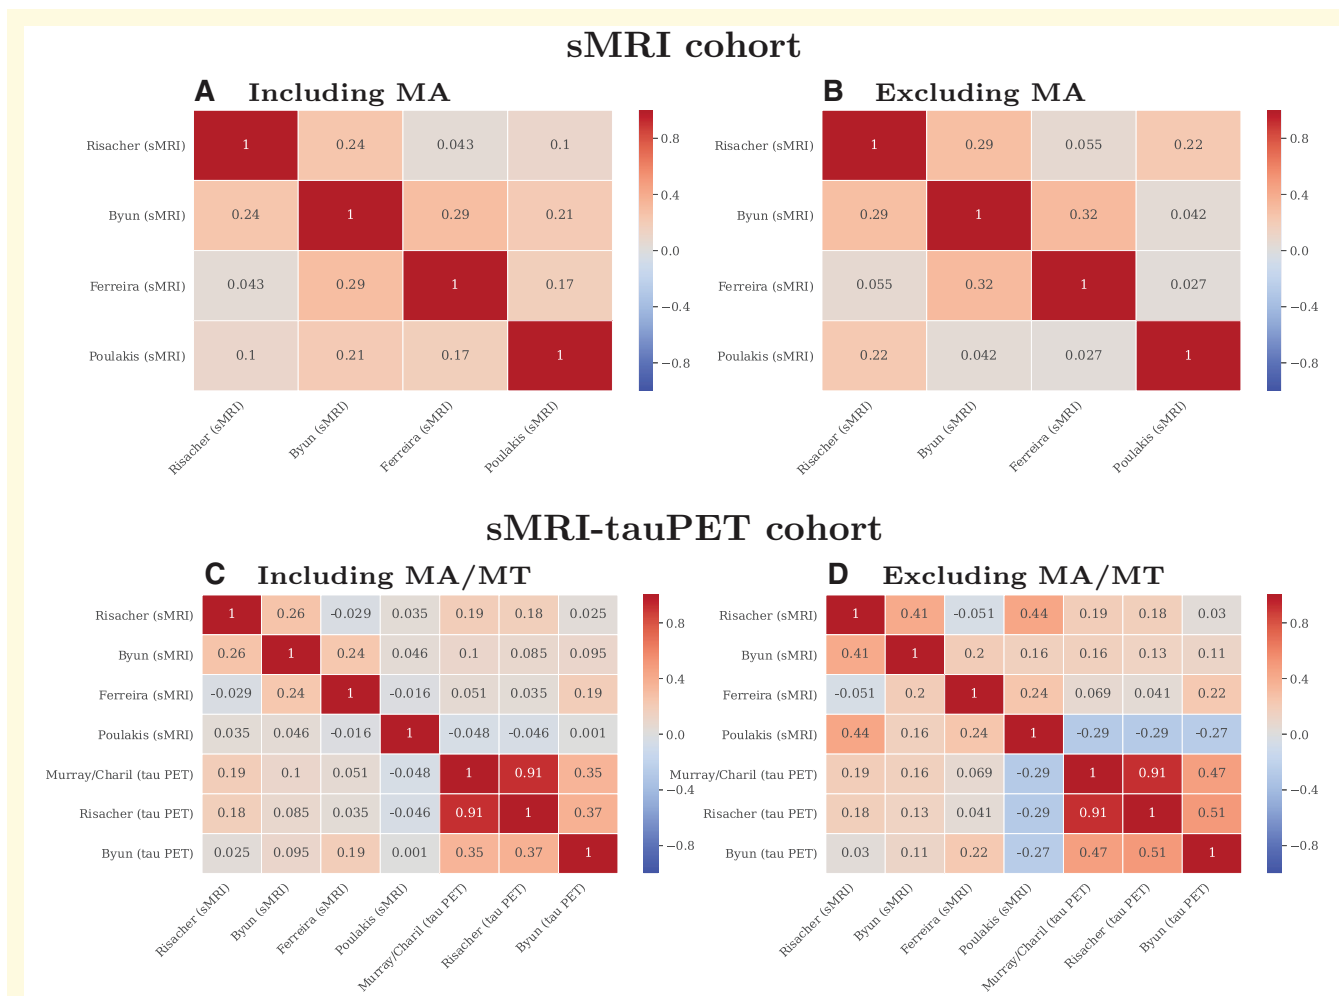 sMRI cohort
A Including MA
Risacher (sMRI) 1 0.24 0.043 0.1
Byun (sMRI) 0.24 1 0.29 0.21
Ferreira (sMRI) 0.043 0.29 1 0.17
Poulakis (sMRI) 0.1 0.21 0.17 1
Risacher (sMRI) Byun (sMRI) Ferreira (sMRI) Poulakis (sMRI)
0.8
0.4
0.0
−0.4
−0.8
B Excluding MA
Risacher (sMRI) 1 0.29 0.055 0.22
Byun (sMRI) 0.29 1 0.32 0.042
Ferreira (sMRI) 0.055 0.32 1 0.027
Poulakis (sMRI) 0.22 0.042 0.027 1
Risacher (sMRI) Byun (sMRI) Ferreira (sMRI) Poulakis (sMRI)
0.8
0.4
0.0
−0.4
−0.8
sMRI-tauPET cohort
C Including MA/MT
Risacher (sMRI) 1 0.26 -0.029 0.035 0.19 0.18 0.025
Byun (sMRI) 0.26 1 0.24 0.046 0.1 0.085 0.095
Ferreira (sMRI) -0.029 0.24 1 -0.016 0.051 0.035 0.19
Poulakis (sMRI) 0.035 0.046 -0.016 1 -0.048 -0.046 0.001
Murray/Charil (tau PET) 0.19 0.1 0.051 -0.048 1 0.91 0.35
Risacher (tau PET) 0.18 0.085 0.035 -0.046 0.91 1 0.37
Byun (tau PET) 0.025 0.095 0.19 0.001 0.35 0.37 1
Risacher (sMRI) Byun (sMRI) Ferreira (sMRI) Poulakis (sMRI) Murray/Charil (tau PET) Risacher (tau PET) Byun (tau PET)
0.8
0.4
0.0
−0.4
−0.8
D Excluding MA/MT
Risacher (sMRI) 1 0.41 -0.051 0.44 0.19 0.18 0.03
Byun (sMRI) 0.41 1 0.2 0.16 0.16 0.13 0.11
Ferreira (sMRI) -0.051 0.2 1 0.24 0.069 0.041 0.22
Poulakis (sMRI) 0.44 0.16 0.24 1 -0.29 -0.29 -0.27
Murray/Charil (tau PET) 0.19 0.16 0.069 -0.29 1 0.91 0.47
Risacher (tau PET) 0.18 0.13 0.041 -0.29 0.91 1 0.51
Byun (tau PET) 0.03 0.11 0.22 -0.27 0.47 0.51 1
Risacher (sMRI) Byun (sMRI) Ferreira (sMRI) Poulakis (sMRI) Murray/Charil (tau PET) Risacher (tau PET) Byun (tau PET)
0.8
0.4
0.0
−0.4
−0.8